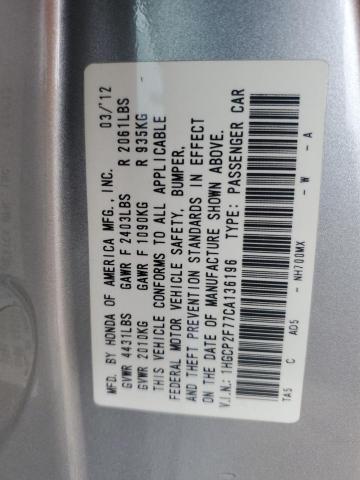 MFD. BY HONDA OF AMERICA MFG., INC. 03/'12
GVWR 4431LBS GAWR F 2403LBS R 2061LBS
GVWR 2010KG GAWR F 1090KG R 935KG
THIS VEHICLE CONFORMS TO ALL APPLICABLE
FEDERAL MOTOR VEHICLE SAFETY, BUMPER,
AND THEFT PREVENTION STANDARDS IN EFFECT
ON THE DATE OF MANUFACTURE SHOWN ABOVE.
V.I.N.: 1HGCP2F77CA136196 TYPE: PASSENGER CAR
TA5 C AO5 - NH700MX - W - A